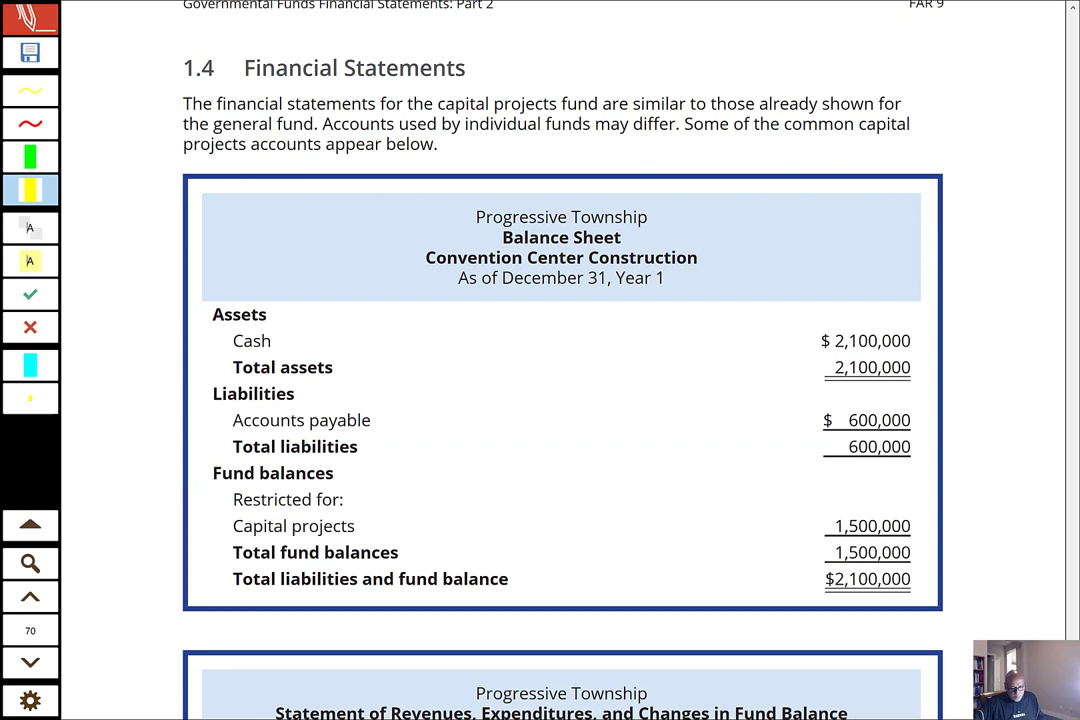 Governmental Funds Financial Statements: Part 2 FAR 9
1.4 Financial Statements
The financial statements for the capital projects fund are similar to those already shown for
the general fund. Accounts used by individual funds may differ. Some of the common capital
projects accounts appear below.
Progressive Township
Balance Sheet
Convention Center Construction
As of December 31, Year 1
Assets
Cash $ 2,100,000
Total assets 2,100,000
Liabilities
Accounts payable $ 600,000
Total liabilities 600,000
Fund balances
Restricted for:
Capital projects 1,500,000
Total fund balances 1,500,000
Total liabilities and fund balance $2,100,000
Progressive Township
Statement of Revenues, Expenditures, and Changes in Fund Balance
A
A
70